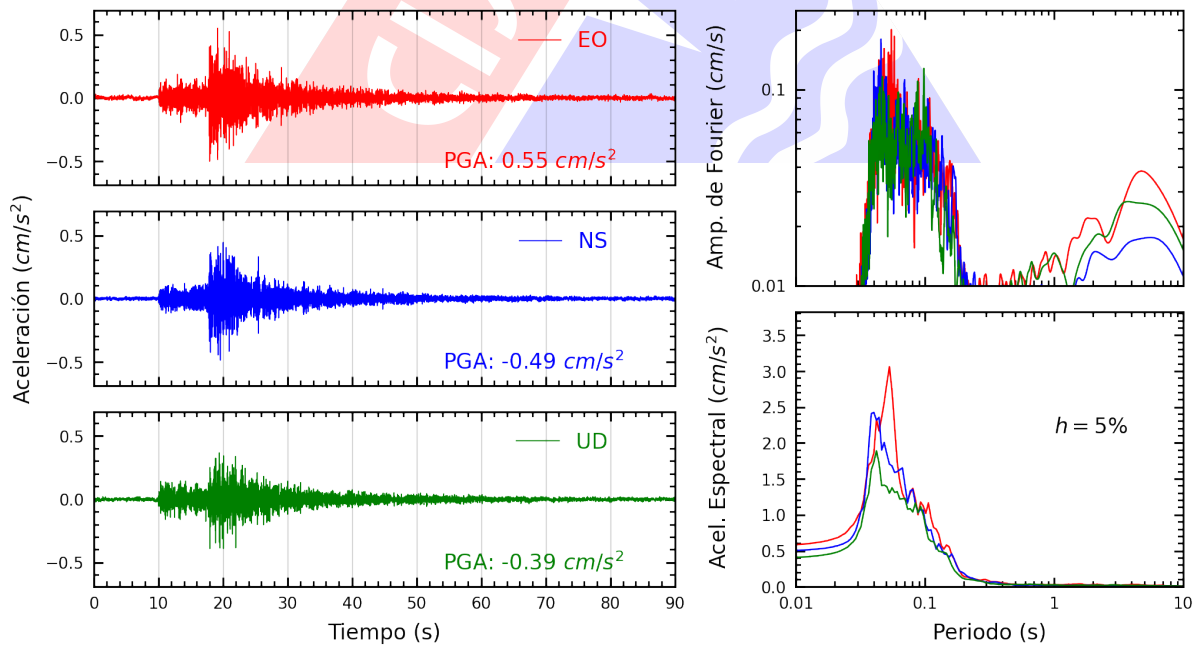 Aceleración (cm/s²)
0.5
0.0
−0.5
EO
PGA: 0.55 cm/s²
0.5
0.0
−0.5
NS
PGA: -0.49 cm/s²
0.5
0.0
−0.5
UD
PGA: -0.39 cm/s²
0 10 20 30 40 50 60 70 80 90
Tiempo (s)
Amp. de Fourier (cm/s)
0.1
0.01
Acel. Espectral (cm/s²)
3.5
3.0
2.5
2.0
1.5
1.0
0.5
0.0
h = 5%
0.01 0.1 1 10
Periodo (s)